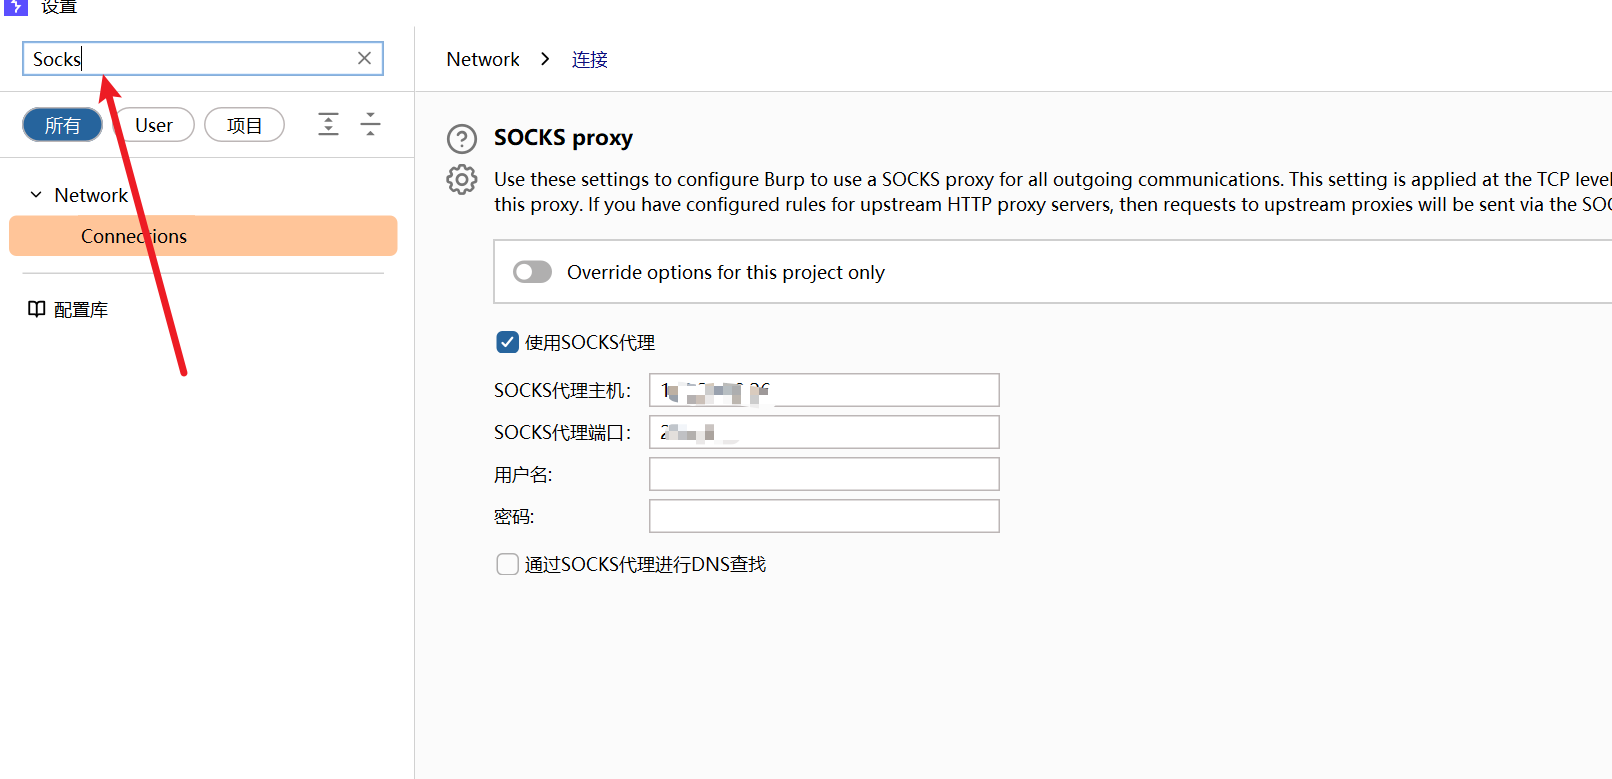 设置
Socks
所有
User
项目
Network
Connections
配置库
Network > 连接
SOCKS proxy
Use these settings to configure Burp to use a SOCKS proxy for all outgoing communications. This setting is applied at the TCP level
this proxy. If you have configured rules for upstream HTTP proxy servers, then requests to upstream proxies will be sent via the SOC
Override options for this project only
使用SOCKS代理
SOCKS代理主机:
SOCKS代理端口:
用户名:
密码:
通过SOCKS代理进行DNS查找